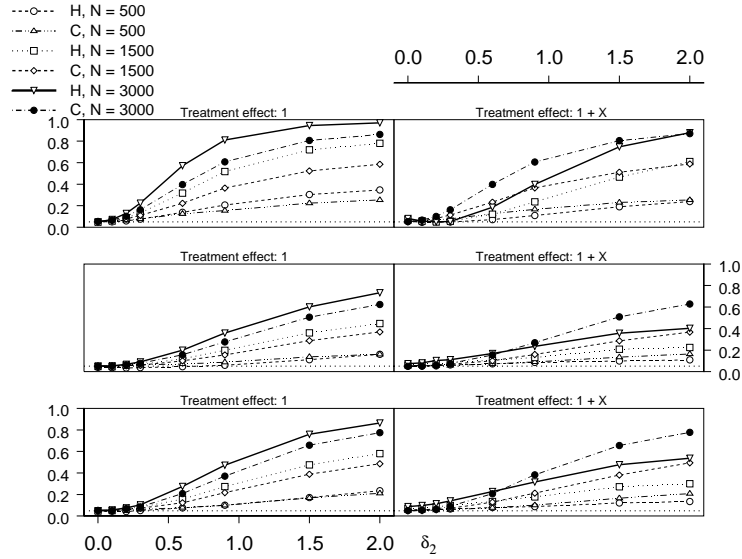 H, N = 500
C, N = 500
H, N = 1500
C, N = 1500
H, N = 3000
C, N = 3000
0.0 0.5 1.0 1.5 2.0
Treatment effect: 1
Treatment effect: 1 + X
1.0
0.8
0.6
0.4
0.2
0.0
Treatment effect: 1
Treatment effect: 1 + X
1.0
0.8
0.6
0.4
0.2
0.0
Treatment effect: 1
Treatment effect: 1 + X
1.0
0.8
0.6
0.4
0.2
0.0
0.0 0.5 1.0 1.5 2.0
δ2